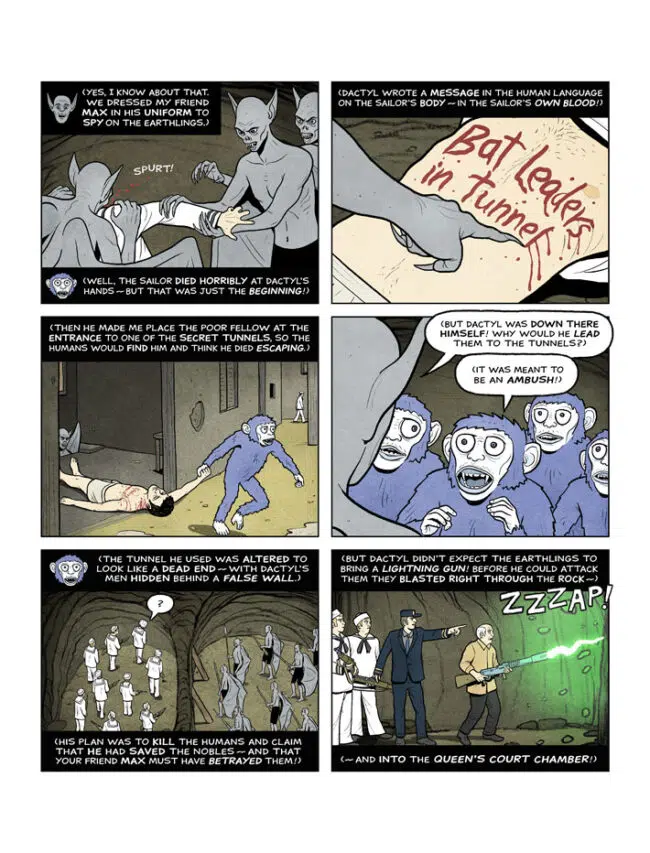 (YES, I KNOW ABOUT THAT.
WE DRESSED MY FRIEND
MAX IN HIS UNIFORM TO
SPY ON THE EARTHLINGS.)
SPURT!
(WELL, THE SAILOR DIED HORRIBLY AT DACTYL'S
HANDS — BUT THAT WAS JUST THE BEGINNING!)
(DACTYL WROTE A MESSAGE IN THE HUMAN LANGUAGE
ON THE SAILOR'S BODY — IN THE SAILOR'S OWN BLOOD!)
Bat Leaders
in Tunnel
(THEN HE MADE ME PLACE THE POOR FELLOW AT THE
ENTRANCE TO ONE OF THE SECRET TUNNELS, SO THE
HUMANS WOULD FIND HIM AND THINK HE DIED ESCAPING.)
(BUT DACTYL WAS DOWN THERE
HIMSELF! WHY WOULD HE LEAD
THEM TO THE TUNNELS?)
(IT WAS MEANT TO
BE AN AMBUSH!)
(THE TUNNEL HE USED WAS ALTERED TO
LOOK LIKE A DEAD END — WITH DACTYL'S
MEN HIDDEN BEHIND A FALSE WALL.)
?
(HIS PLAN WAS TO KILL THE HUMANS AND CLAIM
THAT HE HAD SAVED THE NOBLES — AND THAT
YOUR FRIEND MAX MUST HAVE BETRAYED THEM!)
(BUT DACTYL DIDN'T EXPECT THE EARTHLINGS TO
BRING A LIGHTNING GUN! BEFORE HE COULD ATTACK
THEM THEY BLASTED RIGHT THROUGH THE ROCK —)
ZZZAP!
(— AND INTO THE QUEEN'S COURT CHAMBER!)